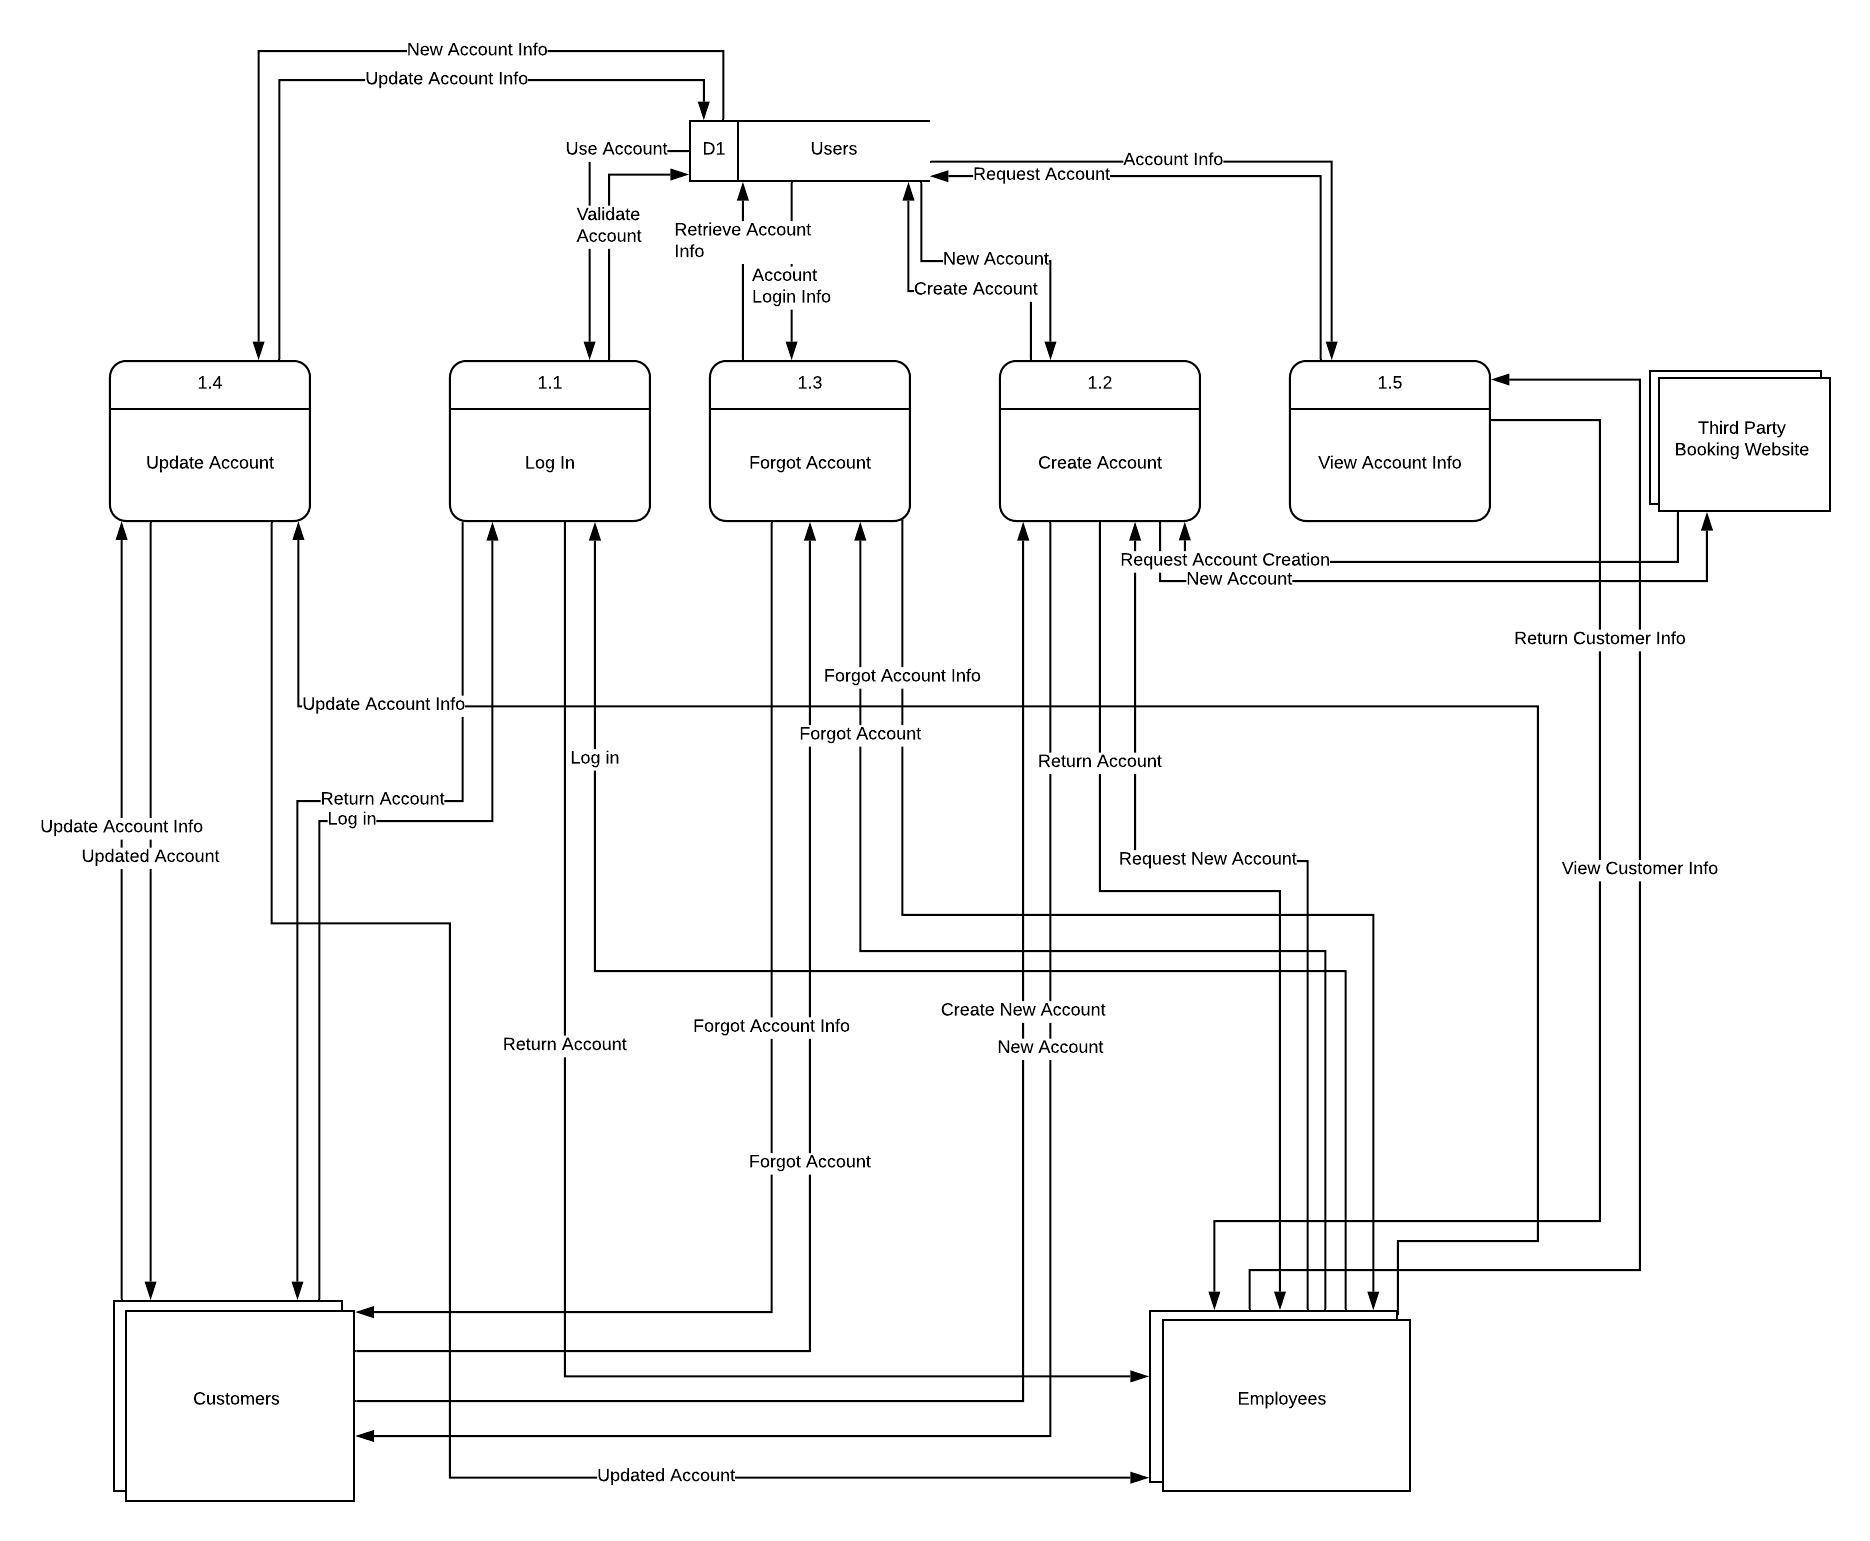 New Account Info
Update Account Info
Use Account
D1
Users
Account Info
Request Account
Validate
Account
Retrieve Account
Info
New Account
Account
Login Info
Create Account
1.4
1.1
1.3
1.2
1.5
Third Party
Booking Website
Update Account
Log In
Forgot Account
Create Account
View Account Info
Request Account Creation
New Account
Return Customer Info
Forgot Account Info
Update Account Info
Forgot Account
Log in
Return Account
Return Account
Log in
Update Account Info
Updated Account
Request New Account
View Customer Info
Create New Account
Forgot Account Info
Return Account
New Account
Forgot Account
Customers
Employees
Updated Account